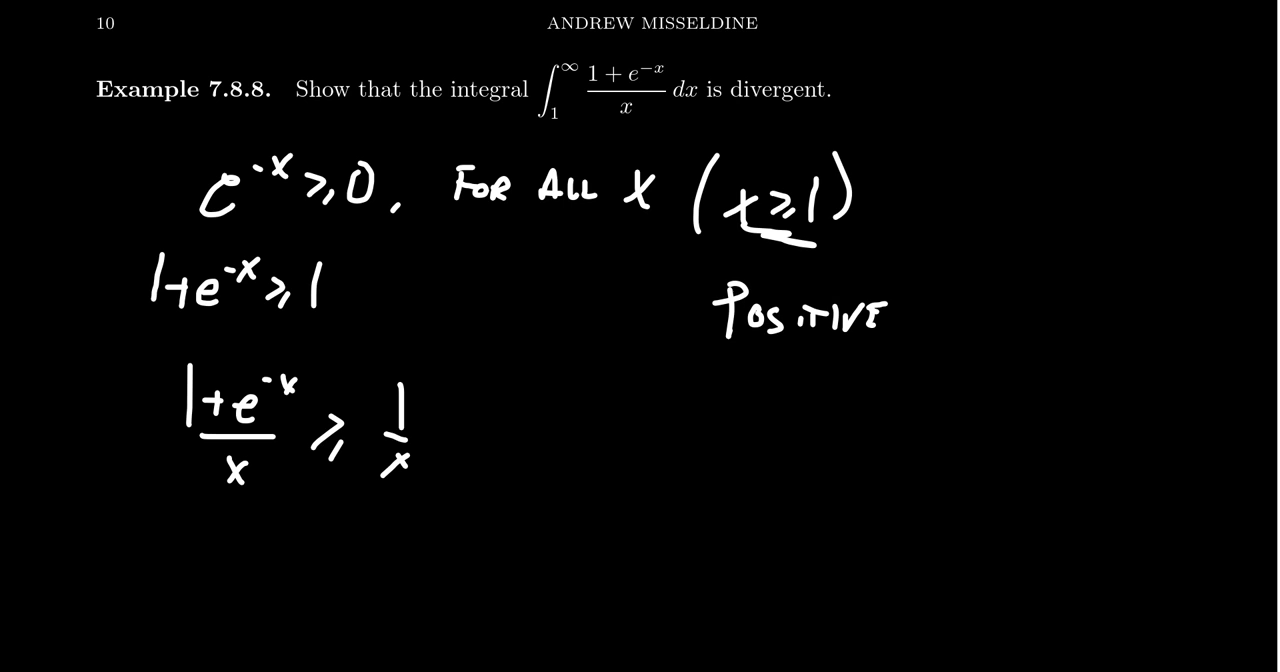 10 ANDREW MISSELDINE
Example 7.8.8. Show that the integral ∫₁^∞ (1 + e^{-x})/x dx is divergent.
e^{-x} ⩾ 0, FOR ALL X (x ⩾ 1)
1+e^{-x} ⩾ 1
POSITIVE
(1+e^{-x})/x ⩾ 1/x